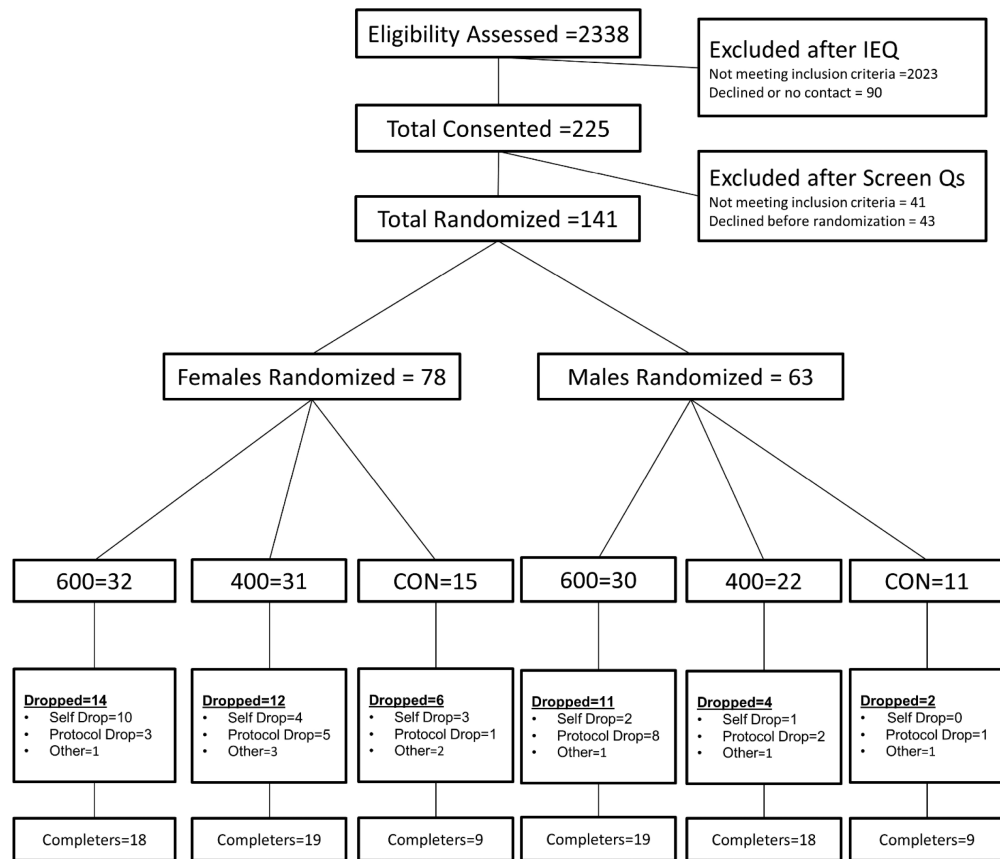 Eligibility Assessed =2338
Excluded after IEQ
Not meeting inclusion criteria =2023
Declined or no contact = 90
Total Consented =225
Excluded after Screen Qs
Not meeting inclusion criteria = 41
Declined before randomization = 43
Total Randomized =141
Females Randomized = 78
Males Randomized = 63
600=32
400=31
CON=15
600=30
400=22
CON=11
Dropped=14
• Self Drop=10
• Protocol Drop=3
• Other=1
Dropped=12
• Self Drop=4
• Protocol Drop=5
• Other=3
Dropped=6
• Self Drop=3
• Protocol Drop=1
• Other=2
Dropped=11
• Self Drop=2
• Protocol Drop=8
• Other=1
Dropped=4
• Self Drop=1
• Protocol Drop=2
• Other=1
Dropped=2
• Self Drop=0
• Protocol Drop=1
• Other=1
Completers=18
Completers=19
Completers=9
Completers=19
Completers=18
Completers=9